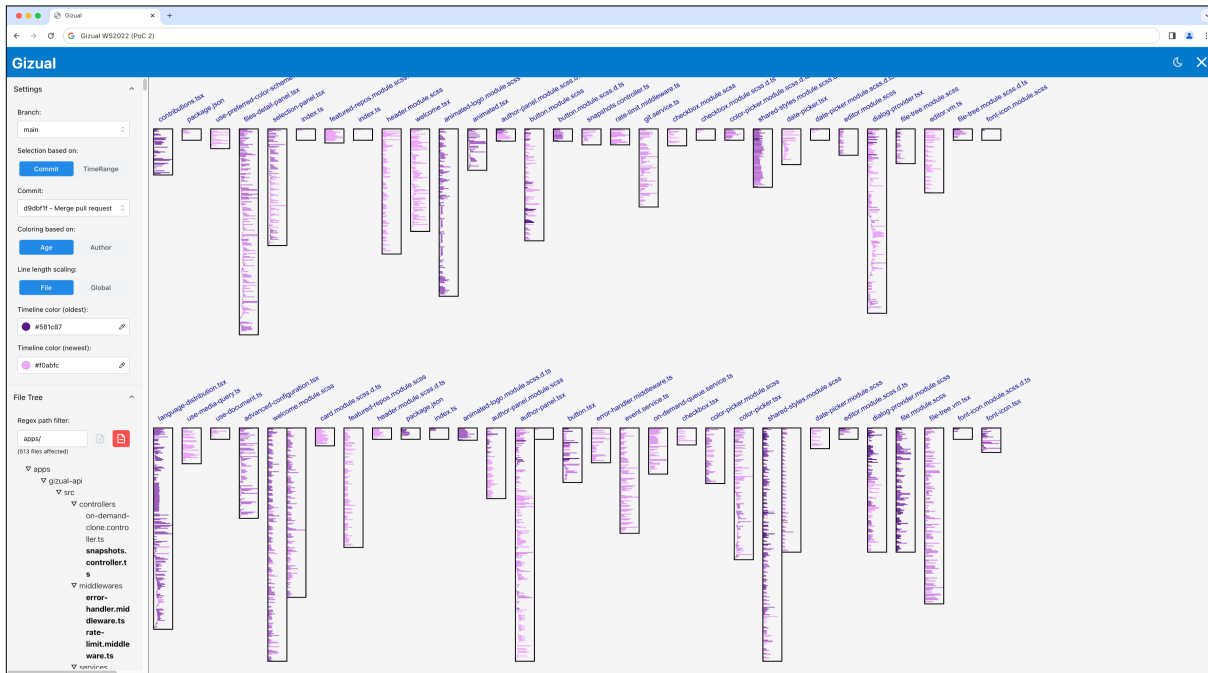 Gizual
Gizual WS2022 (PoC 2)
Gizual
Settings
Branch:
main
Selection based on:
Commit
TimeRange
Commit:
d9dbf1f - Merge pull request
Coloring based on:
Age
Author
Line length scaling:
File
Global
Timeline color (oldest):
#581c87
Timeline color (newest):
#f0abfc
File Tree
Regex path filter:
apps/
(513 files affected)
apps
gizual-api
src
controllers
on-demand-
clone.contro
ller.ts
snapshots.
controller.t
s
middlewares
error-
handler.mid
dleware.ts
rate-
limit.middle
ware.ts
services
contributions.tsx
package.json
use-preferred-color-scheme
files-detail-panel.tsx
selection-panel.tsx
index.ts
featured-repos.module.scss
index.ts
header.module.scss
welcome.tsx
animated-logo.module.scss
animated.tsx
author-panel.module.scss.d
button.module.scss
button.module.scss.d.ts
snapshots.controller.ts
rate-limit.middleware.ts
git.service.ts
checkbox.module.scss
checkbox.module.scss.d.ts
color-picker.module.scss.d.ts
shared-styles.module.scss.d
date-picker.tsx
date-picker.module.scss.d.ts
editor.module.scss
dialog-provider.tsx
file-tree.module.scss
editor.vm.ts
file-tree.module.scss.d.ts
font-icon.module.scss
language-distribution.tsx
use-media-query.ts
use-document.ts
advanced-configuration.tsx
welcome.module.scss
card.module.scss.d.ts
featured-repos.module.scss
header.module.scss.d.ts
package.json
index.ts
animated-logo.module.scss.d.ts
author-panel.module.scss
author-panel.tsx
button.tsx
error-handler.middleware.ts
event.service.ts
on-demand-queue.service.ts
checkbox.tsx
color-picker.module.scss
color-picker.tsx
shared-styles.module.scss
date-picker.module.scss
editor.module.scss.d.ts
dialog-provider.module.scss
file.module.scss
file-tree.vm.tsx
font-icon.module.scss.d.ts
font-icon.tsx